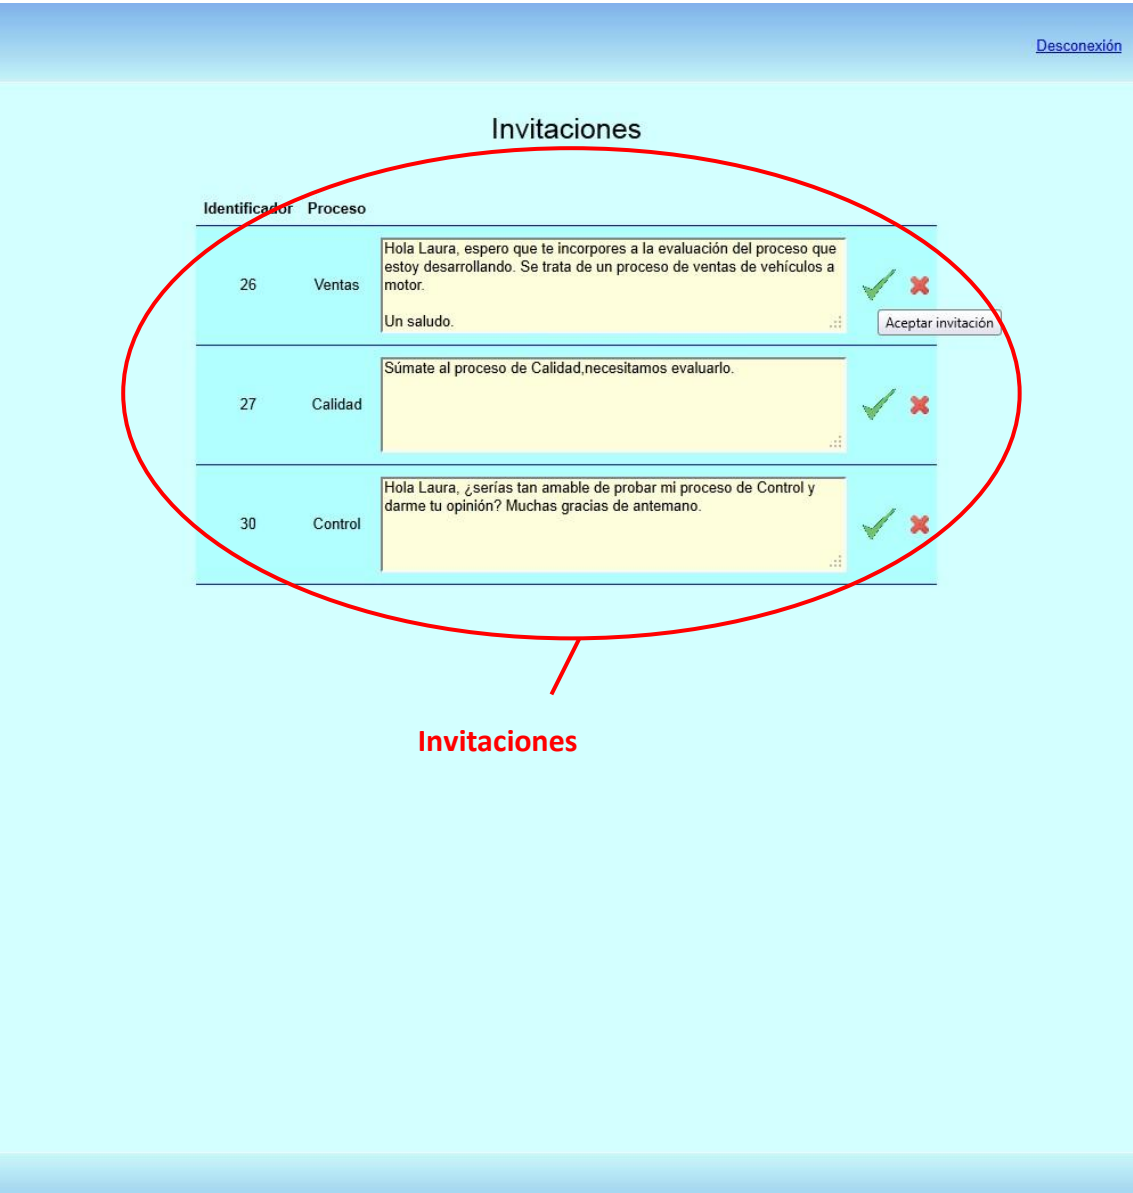 Desconexión
Invitaciones
Identificador Proceso
Hola Laura, espero que te incorpores a la evaluación del proceso que
estoy desarrollando. Se trata de un proceso de ventas de vehículos a
26 Ventas motor.
Un saludo.
Aceptar invitación
Súmate al proceso de Calidad,necesitamos evaluarlo.
27 Calidad
Hola Laura, ¿serías tan amable de probar mi proceso de Control y
darme tu opinión? Muchas gracias de antemano.
30 Control
Invitaciones